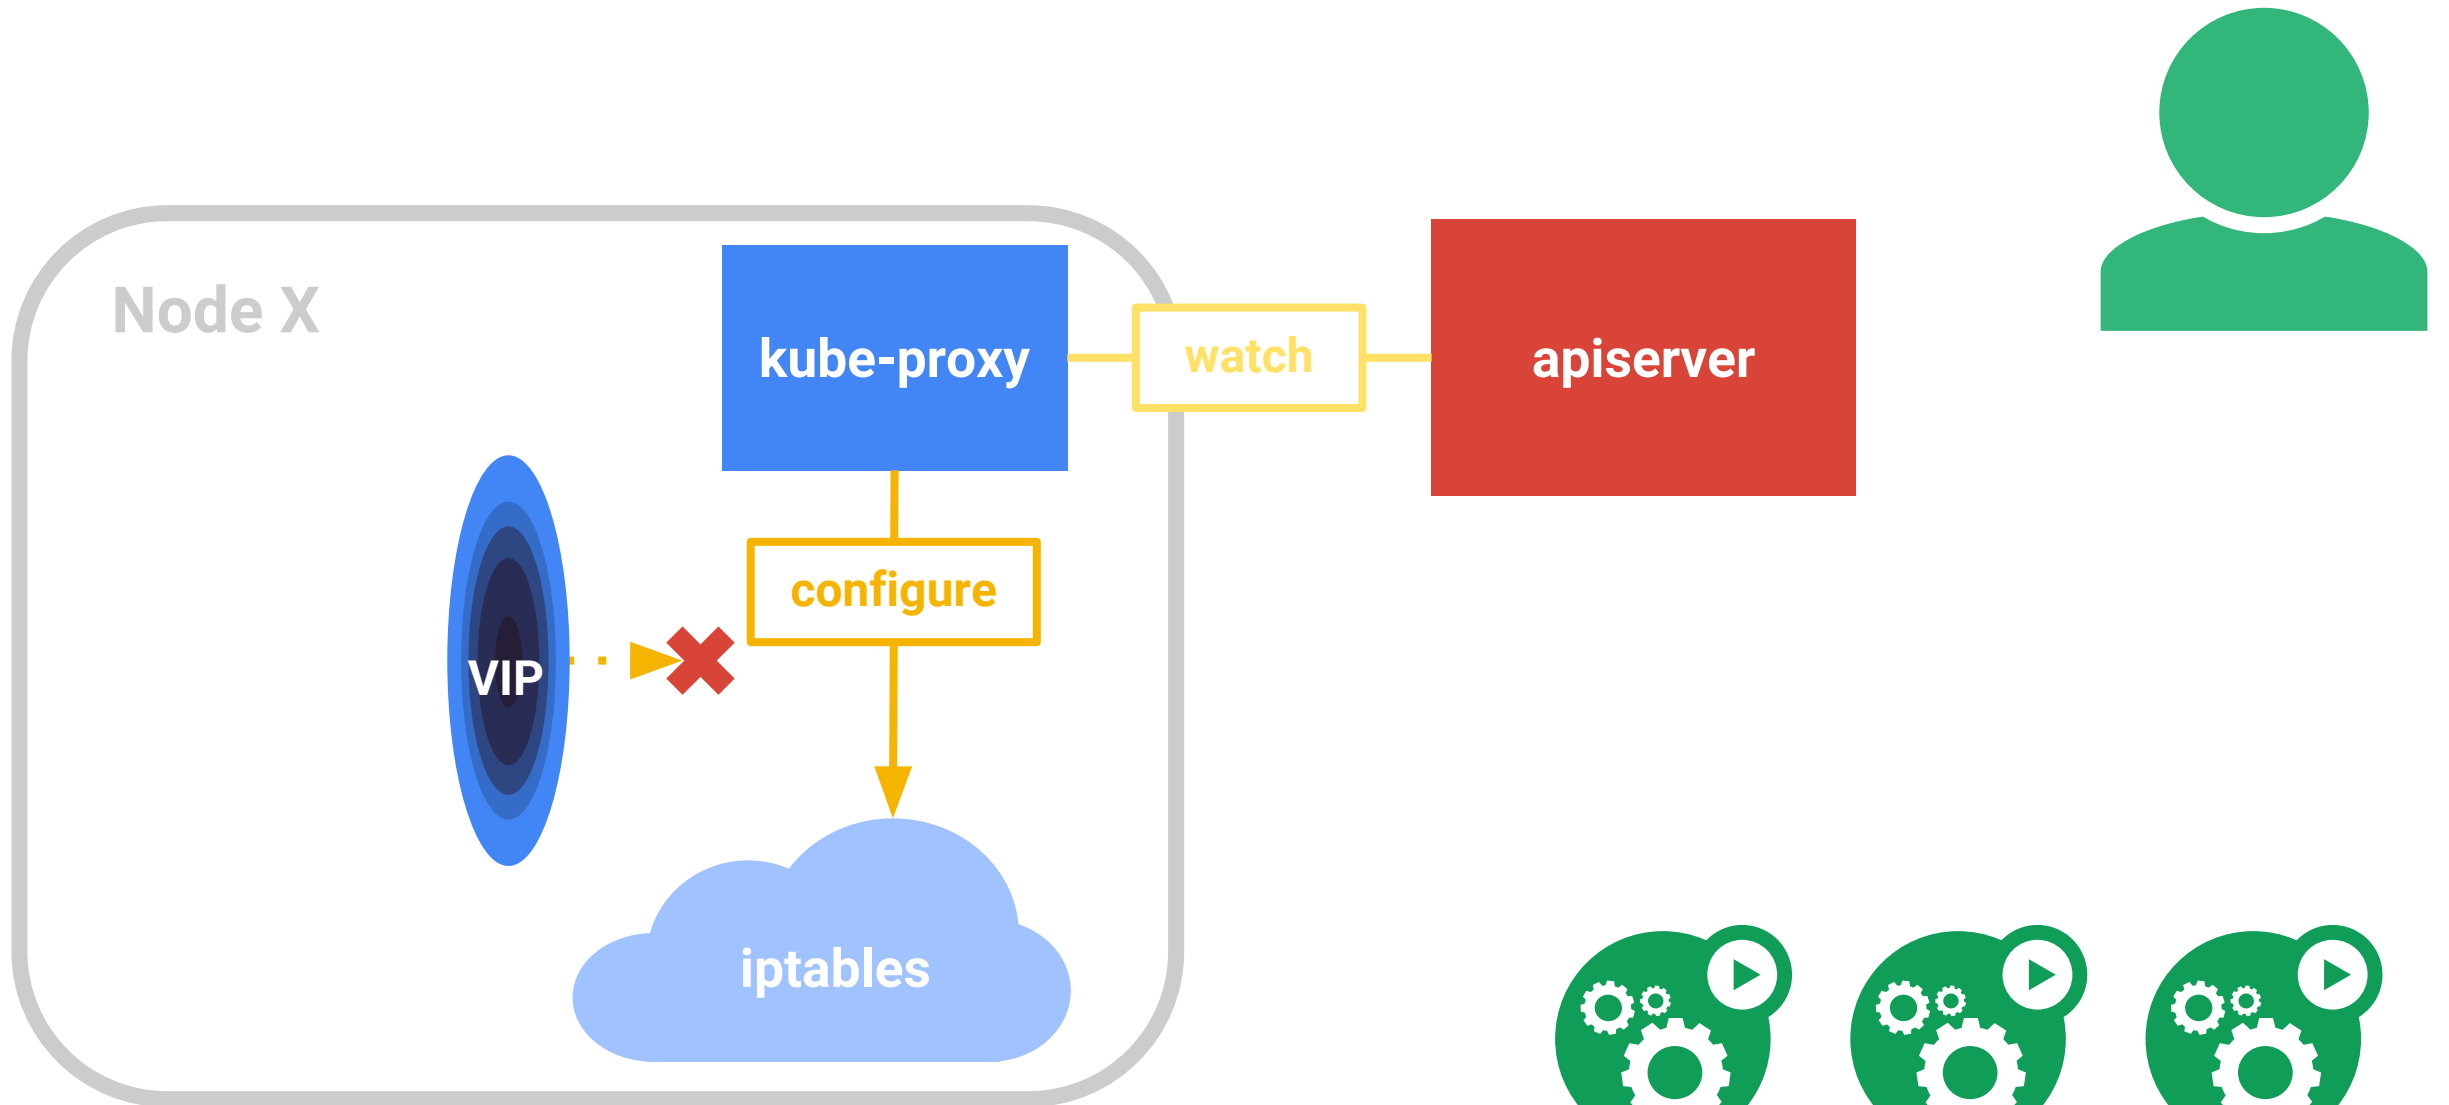 Node X
kube-proxy
watch
apiserver
configure
VIP
iptables